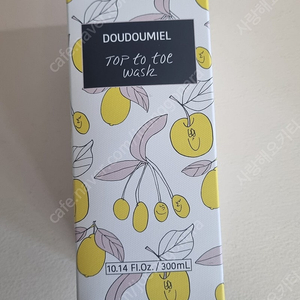 DOUDOUMIEL
TOP to toe
wash
10.14 Fl.Oz. / 300mL